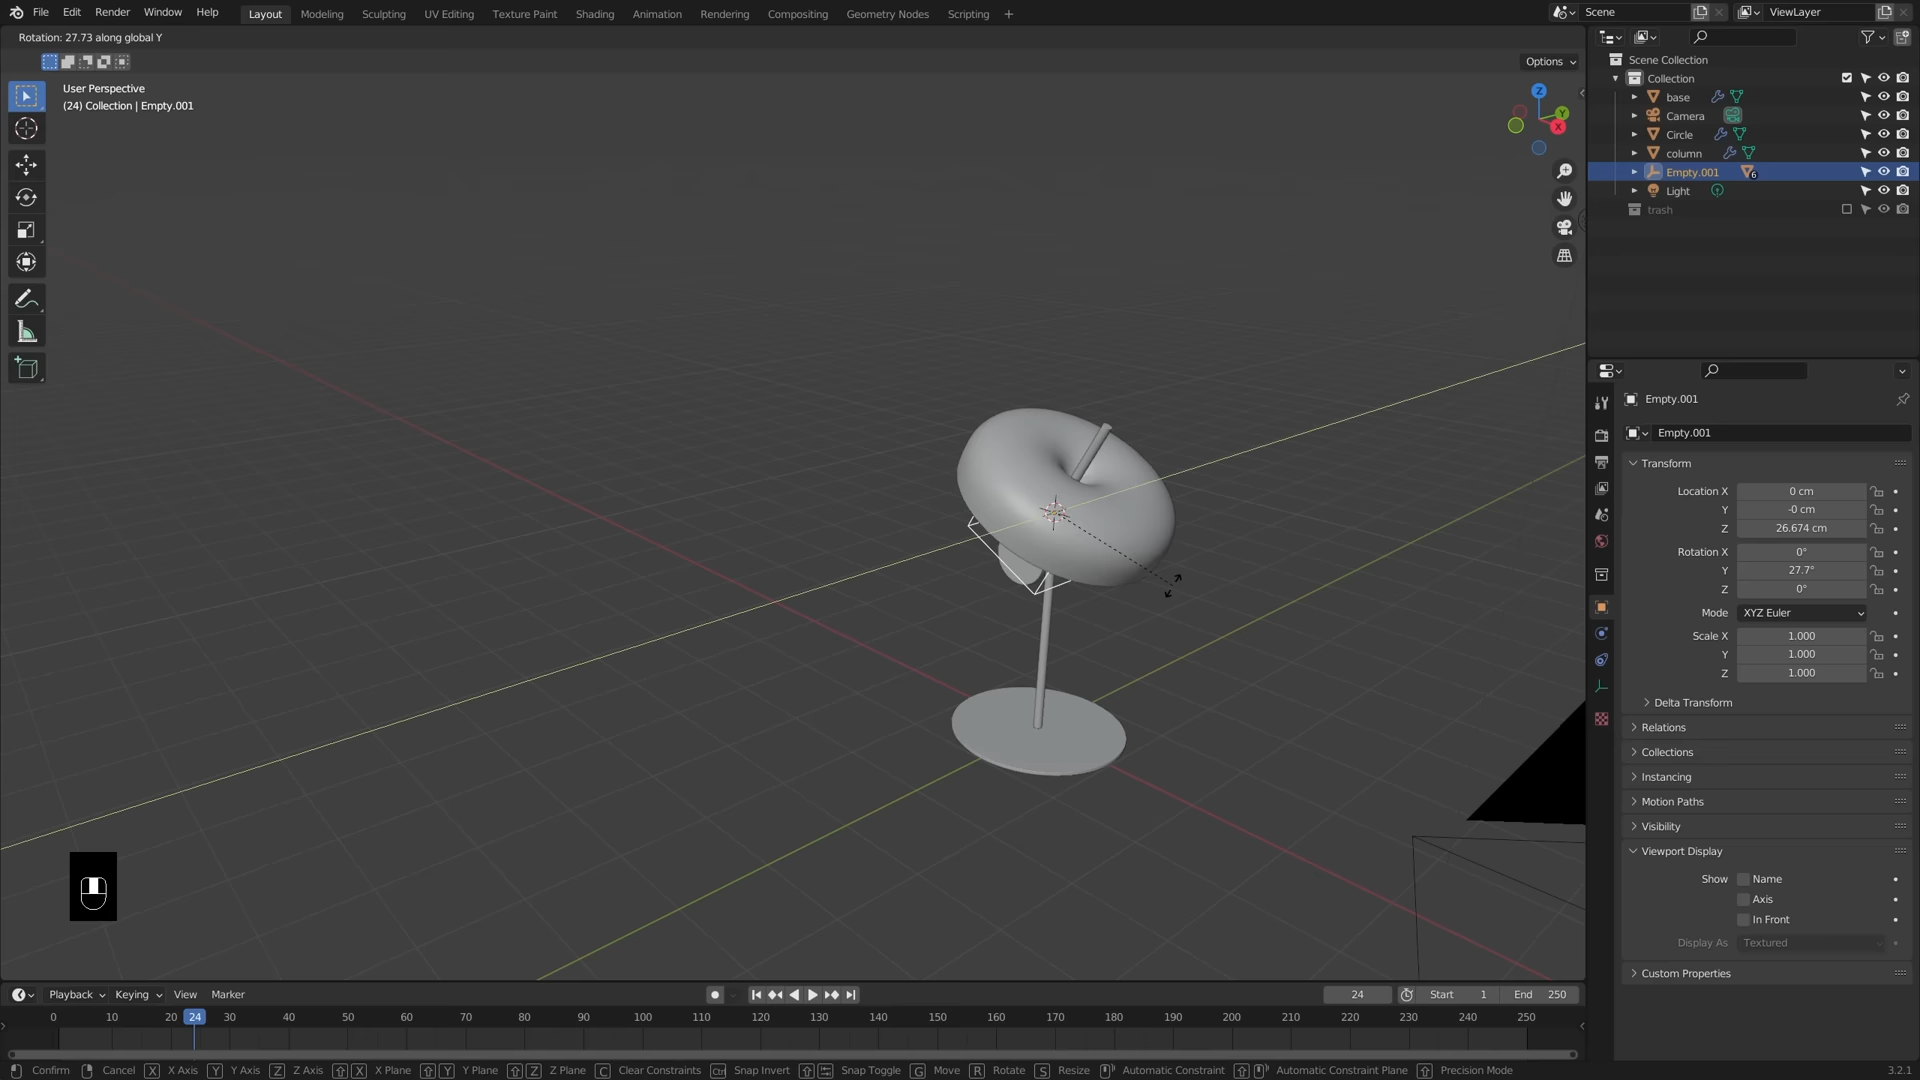 File Edit Render Window Help Layout Modeling Sculpting UV Editing Texture Paint Shading Animation Rendering Compositing Geometry Nodes Scripting + Scene ViewLayer
Rotation: 27.73 along global Y
Options
User Perspective
(24) Collection | Empty.001
Z
Y
X
Scene Collection
Collection
base
Camera
Circle
column
Empty.001 6
Light
trash
Empty.001
Empty.001
Transform
Location X 0 cm
Y -0 cm
Z 26.674 cm
Rotation X 0°
Y 27.7°
Z 0°
Mode XYZ Euler
Scale X 1.000
Y 1.000
Z 1.000
Delta Transform
Relations
Collections
Instancing
Motion Paths
Visibility
Viewport Display
Show Name
Axis
In Front
Display As Textured
Custom Properties
Playback Keying View Marker 24 Start 1 End 250
0 10 20 24 30 40 50 60 70 80 90 100 110 120 130 140 150 160 170 180 190 200 210 220 230 240 250
Confirm Cancel X X Axis Y Y Axis Z Z Axis X X Plane Y Y Plane Z Z Plane C Clear Constraints Ctrl Snap Invert Snap Toggle G Move R Rotate S Resize Automatic Constraint Automatic Constraint Plane Precision Mode 3.2.1